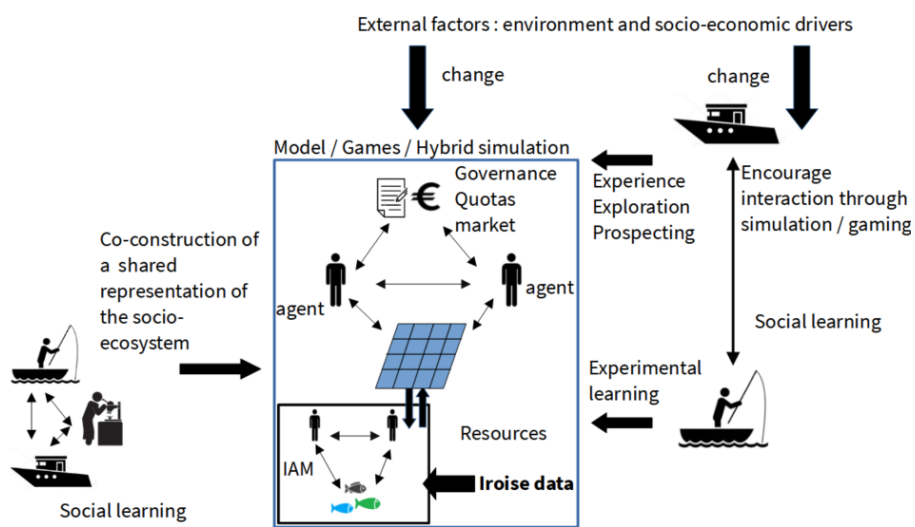 External factors : environment and socio-economic drivers
change
change
Model / Games / Hybrid simulation
Governance
Quotas
market
€
agent
agent
Experience
Exploration
Prospecting
Encourage
interaction through
simulation / gaming
Co-construction of
a shared
representation of
the socio-
ecosystem
Social learning
Experimental
learning
Resources
IAM
Iroise data
Social learning